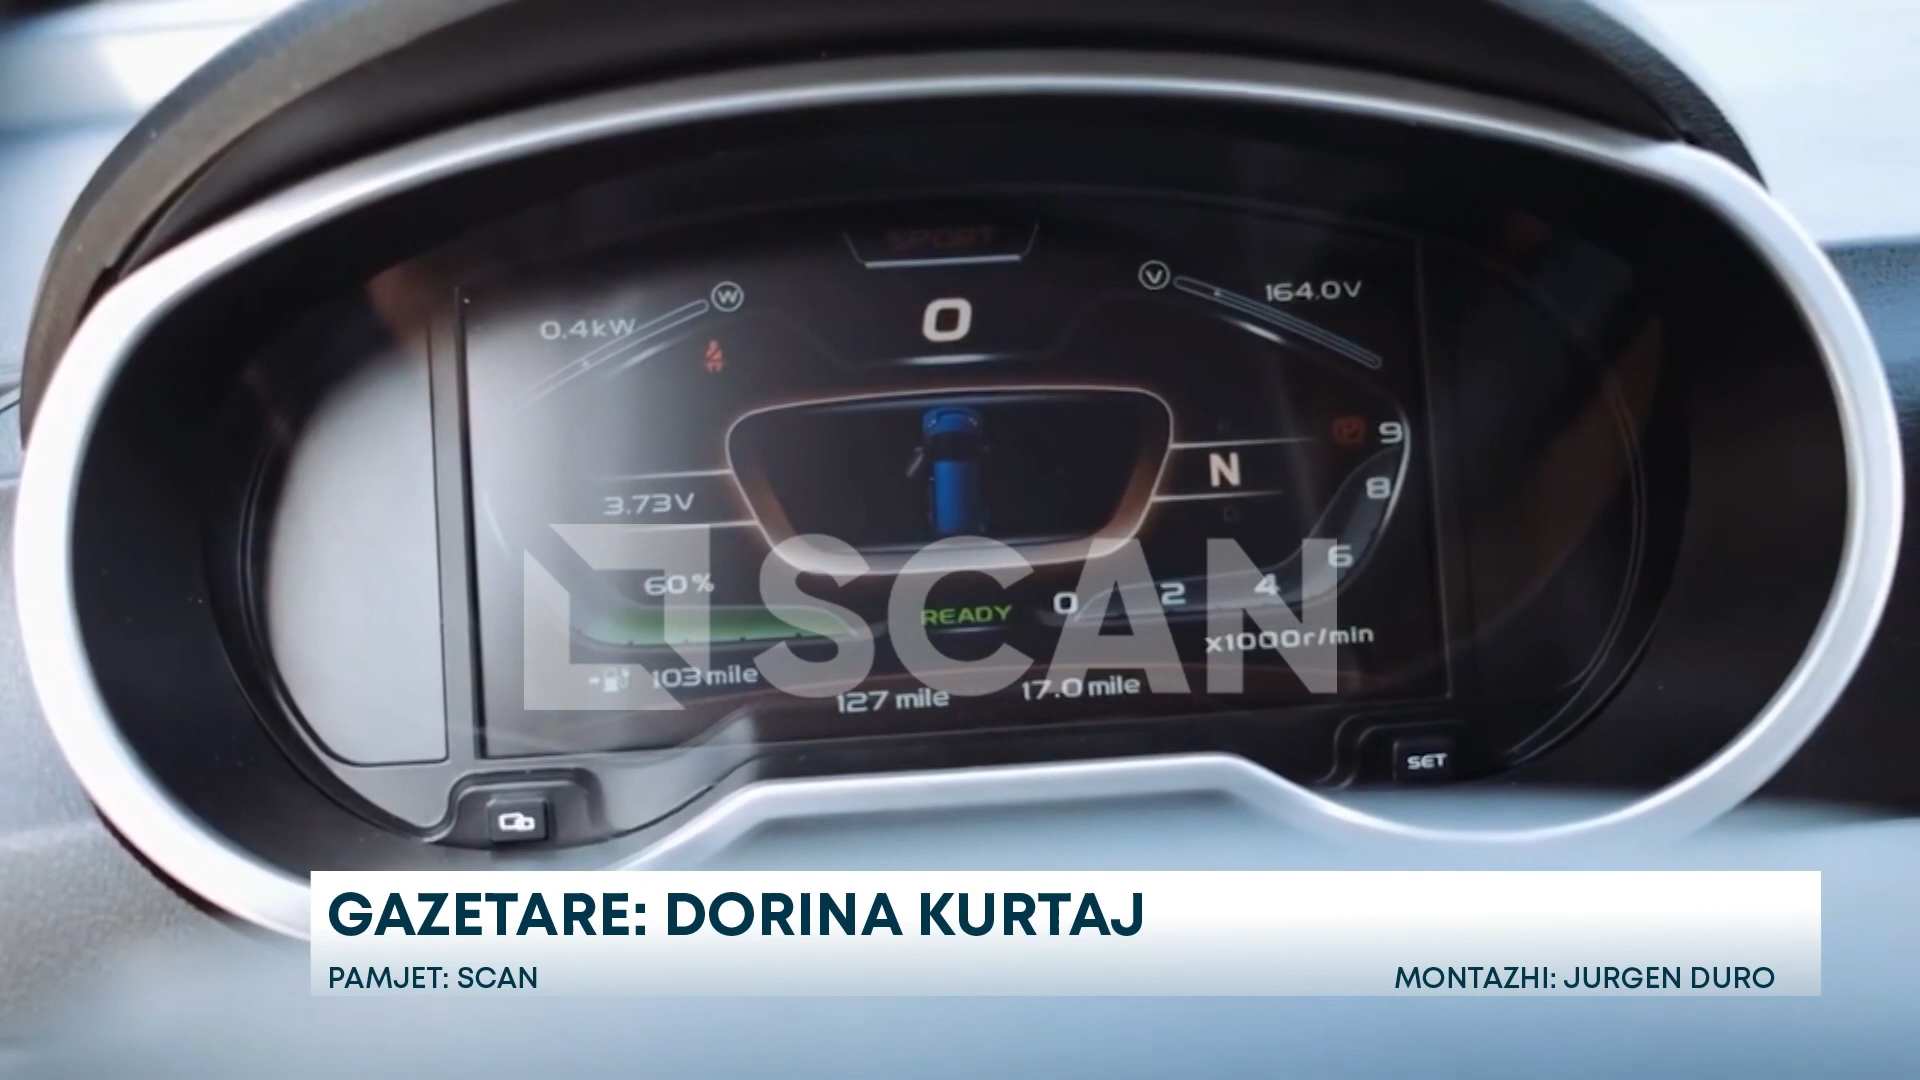 SPORT
W
V
164.0V
0.4kW
0
9
N
8
3.73V
6
60%
4
2
0
READY
x1000r/min
103mile
127 mile
17.0 mile
SET
SCAN
GAZETARE: DORINA KURTAJ
PAMJET: SCAN
MONTAZHI: JURGEN DURO